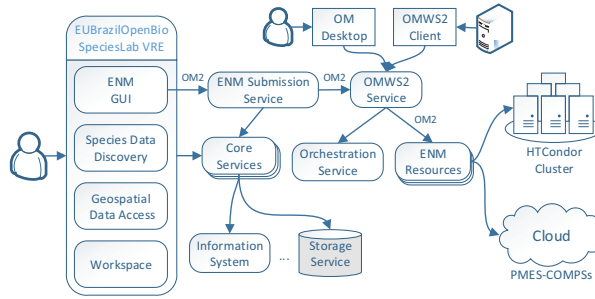 EUBrazilOpenBio
SpeciesLab VRE
ENM
GUI
Species Data
Discovery
Geospatial
Data Access
Workspace
OM2
ENM Submission
Service
OM2
OM
Desktop
OMWS2
Client
OMWS2
Service
OM2
Core
Services
Orchestration
Service
ENM
Resources
Information
System
...
Storage
Service
HTCondor
Cluster
Cloud
PMES-COMPSs